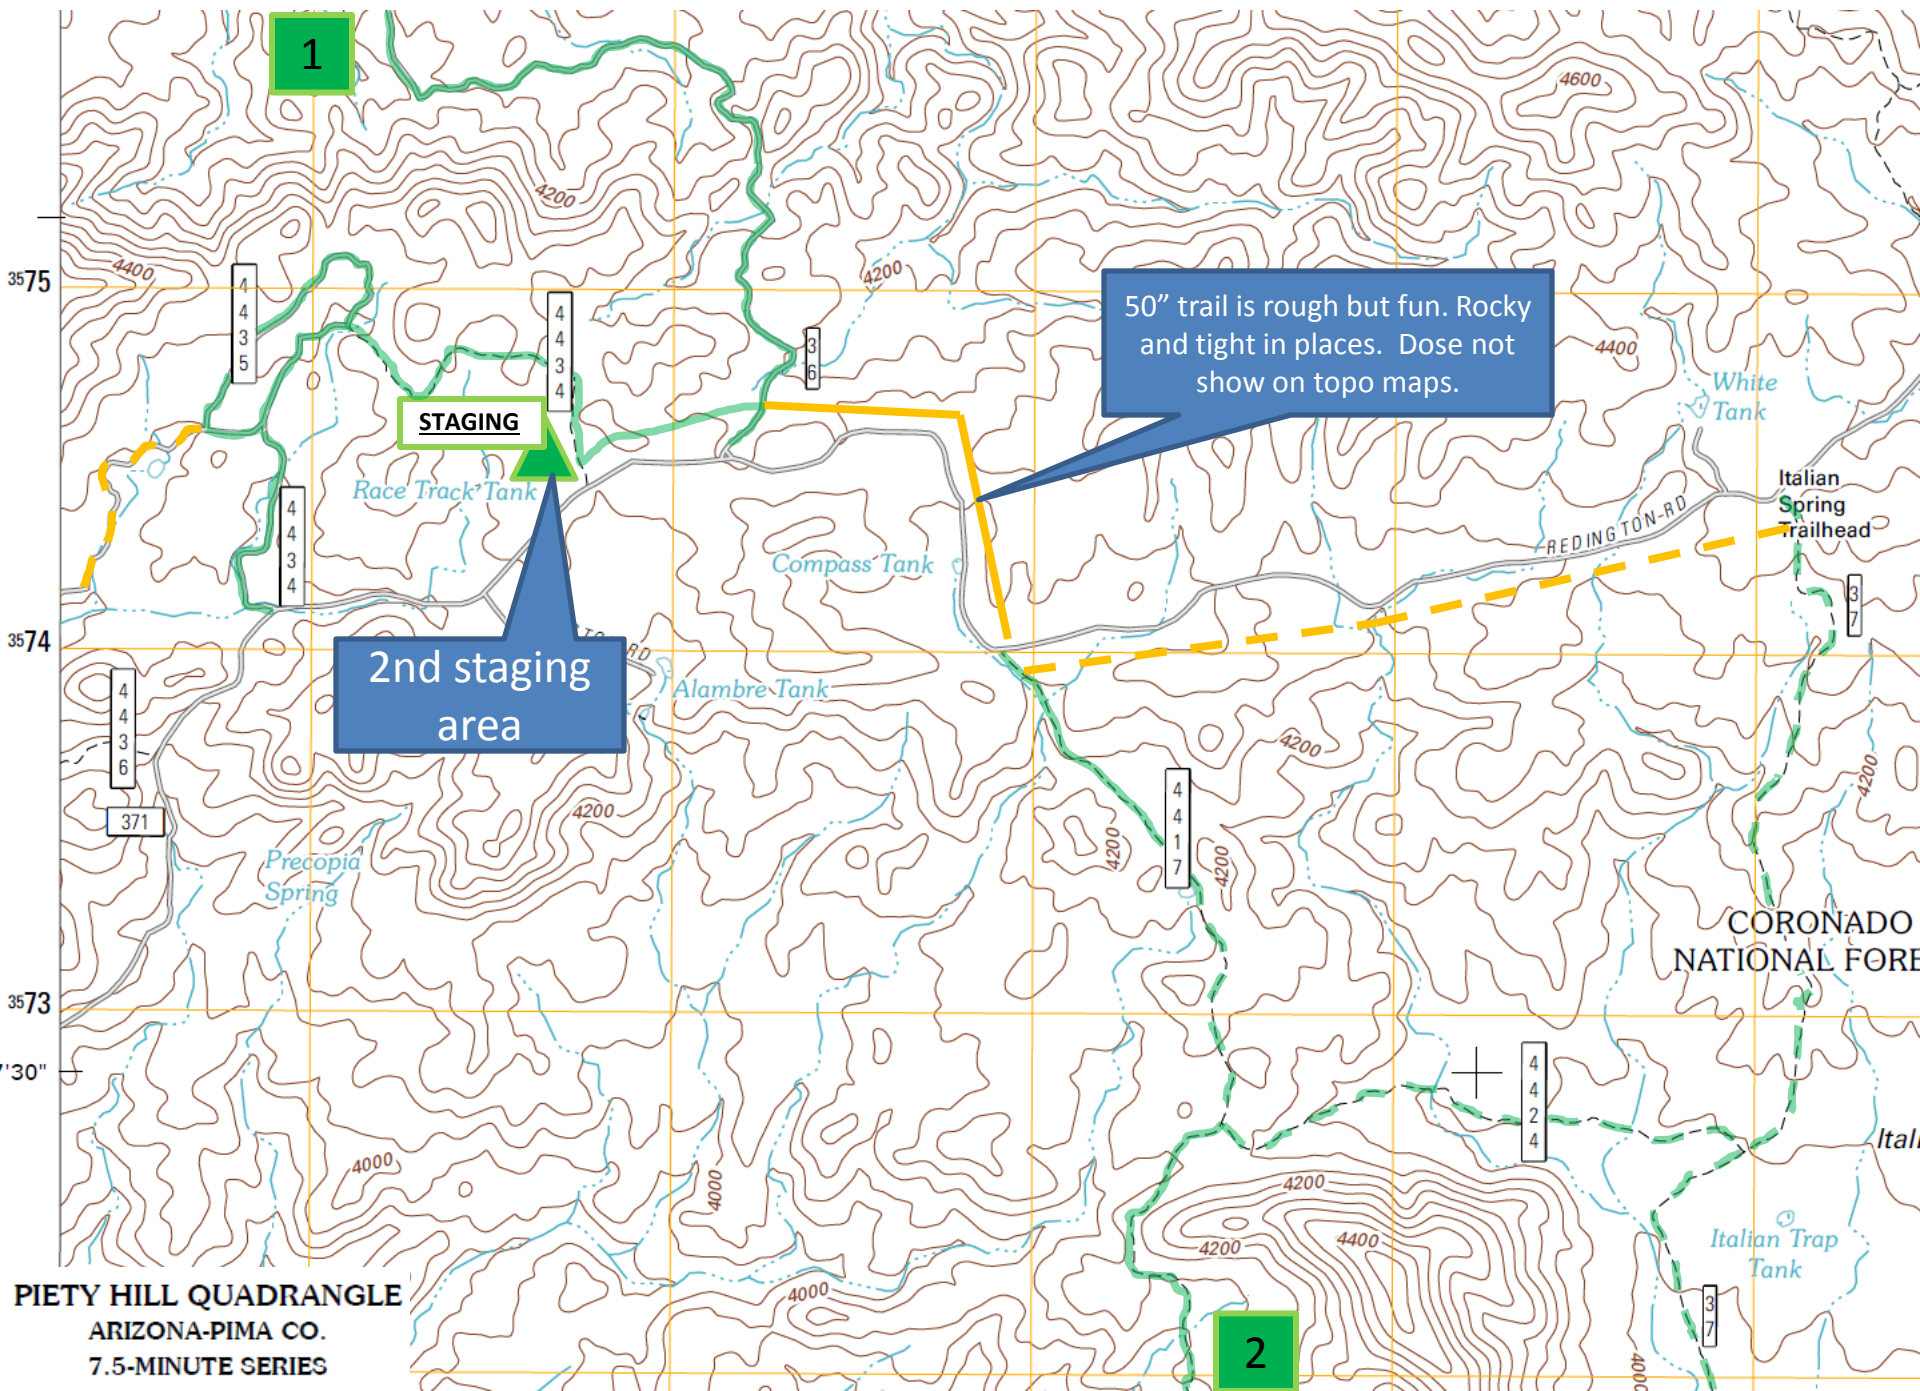 1
4600
4200
4400
4200
3575
4
4
3
5
4
4
3
4
3
6
50” trail is rough but fun. Rocky
and tight in places.  Dose not
show on topo maps.
4400
White
Tank
STAGING
Race Track Tank
Italian
Spring
Trailhead
4
4
3
4
REDINGTON-RD
Compass Tank
3
7
3574
TON-RD
2nd staging
area
Alambre Tank
4
4
3
6
4200
4200
371
4200
4
4
1
7
4200
4200
Precopia
Spring
CORONADO
NATIONAL FORE
3573
7'30"
4
4
2
4
Itali
4000
4000
4200
4200
4400
Italian Trap
Tank
PIETY HILL QUADRANGLE
ARIZONA-PIMA CO.
7.5-MINUTE SERIES
4000
2
3
7
4000